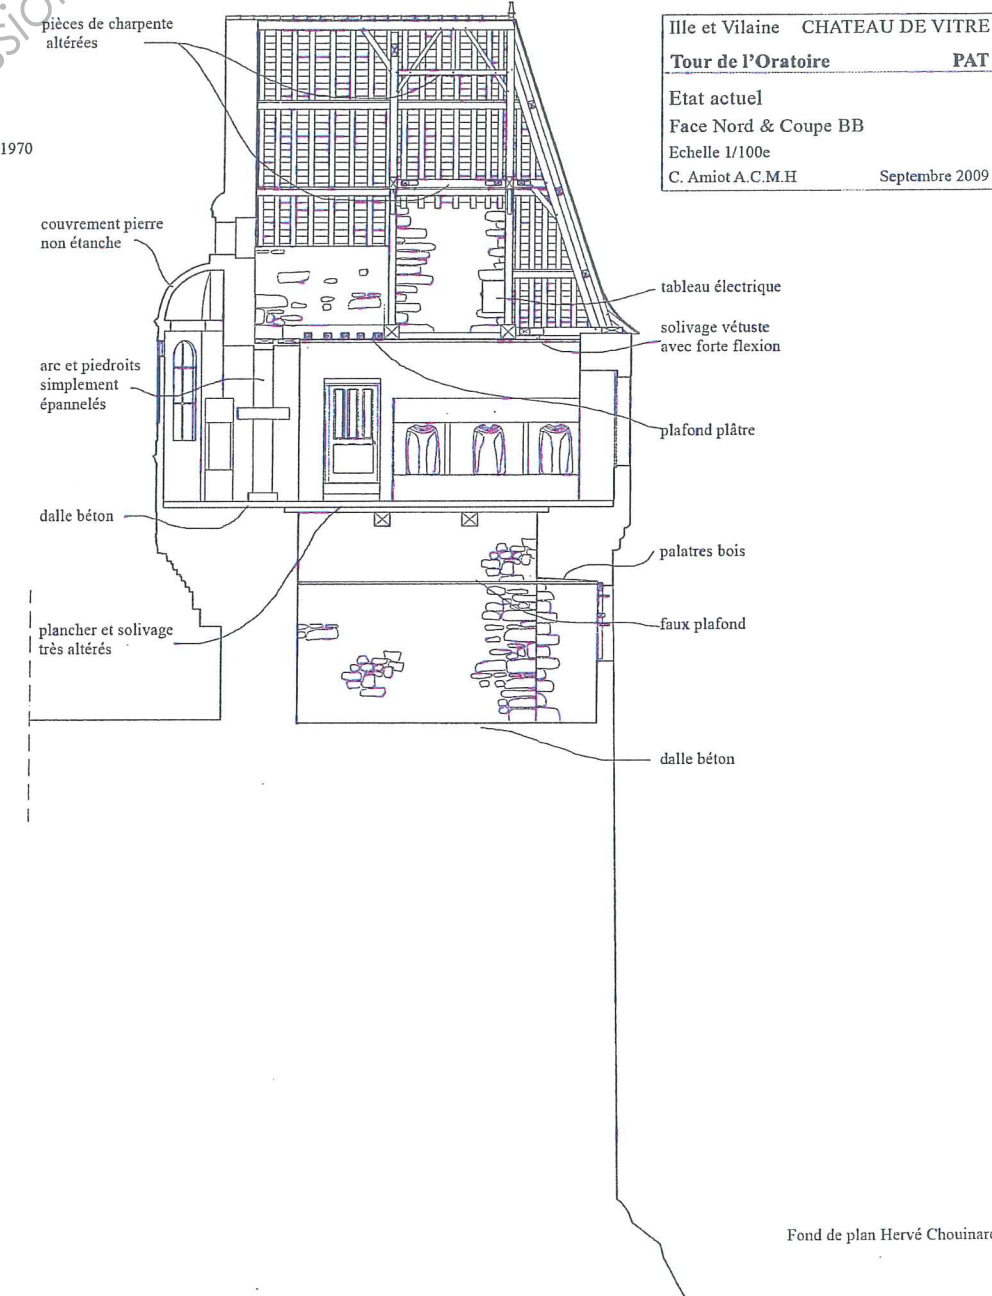 pièces de charpente
altérées
1970
couvrement pierre
non étanche
arc et piedroits
simplement
épannelés
dalle béton
plancher et solivage
très altérés
Ille et Vilaine CHATEAU DE VITRE
Tour de l'Oratoire PAT
Etat actuel
Face Nord & Coupe BB
Echelle 1/100e
C. Amiot A.C.M.H Septembre 2009
tableau électrique
solivage vétuste
avec forte flexion
plafond plâtre
palatres bois
faux plafond
dalle béton
Fond de plan Hervé Chouinard